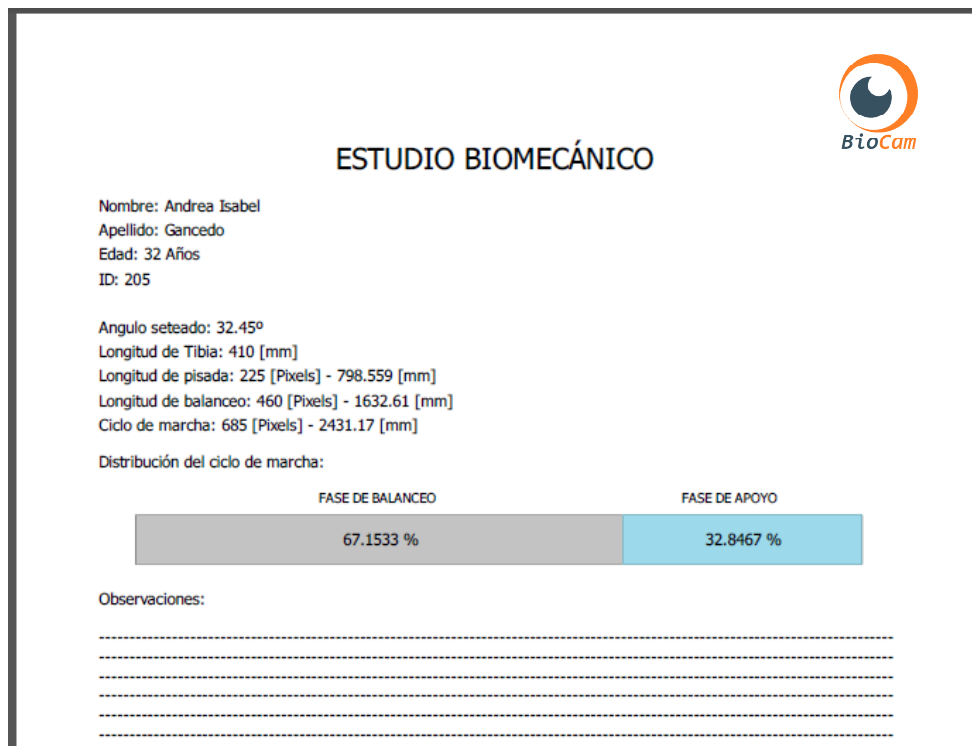 BioCam
ESTUDIO BIOMECÁNICO
Nombre: Andrea Isabel
Apellido: Gancedo
Edad: 32 Años
ID: 205
Angulo seteado: 32.45º
Longitud de Tibia: 410 [mm]
Longitud de pisada: 225 [Pixels] - 798.559 [mm]
Longitud de balanceo: 460 [Pixels] - 1632.61 [mm]
Ciclo de marcha: 685 [Pixels] - 2431.17 [mm]
Distribución del ciclo de marcha:
FASE DE BALANCEO FASE DE APOYO
67.1533 % 32.8467 %
Observaciones: